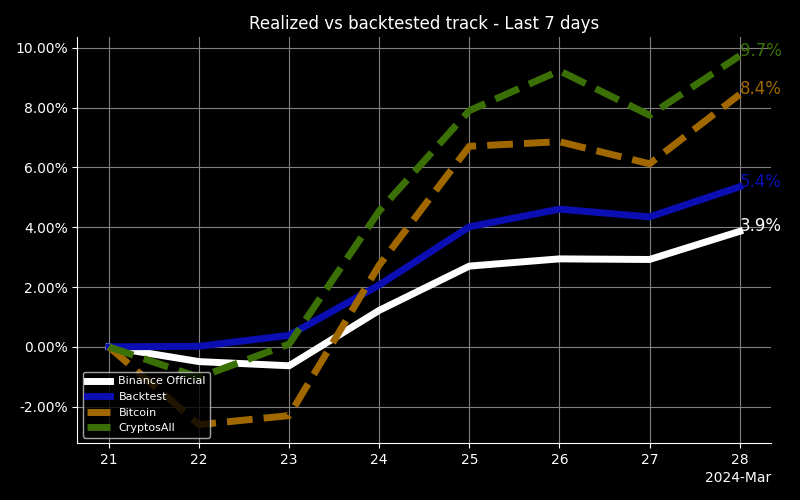 Realized vs backtested track - Last 7 days
10.00%
8.00%
6.00%
4.00%
2.00%
0.00%
-2.00%
9.7%
8.4%
5.4%
3.9%
Binance Official
Backtest
Bitcoin
CryptosAll
21 22 23 24 25 26 27 28
2024-Mar